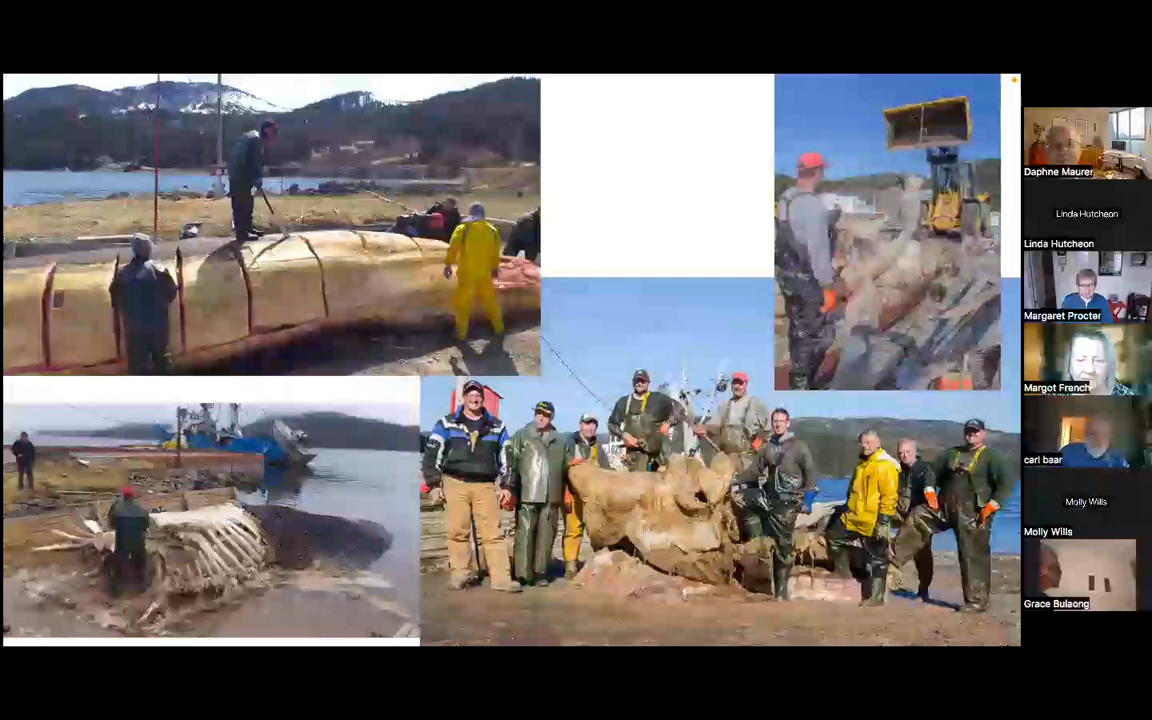 Daphne Maurer
Linda Hutcheon
Linda Hutcheon
Margaret Procter
Margot French
carl baar
Molly Wills
Molly Wills
Grace Bulaong